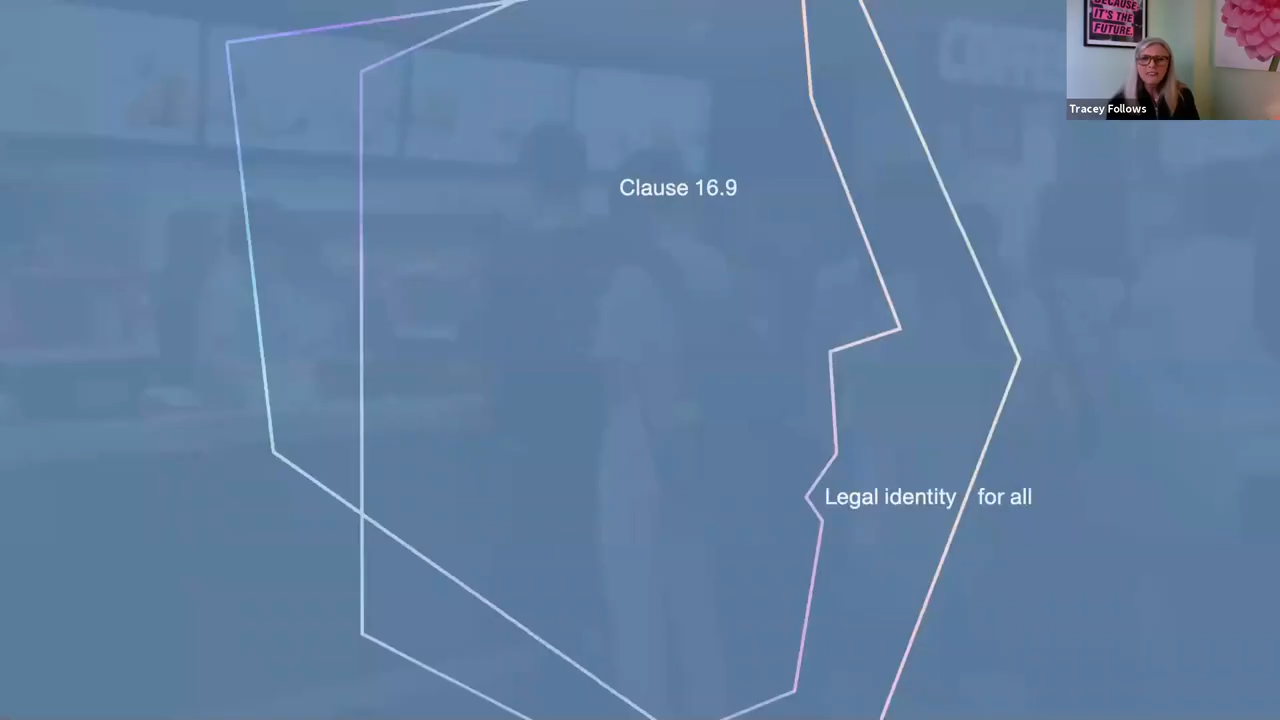 BECAUSE
IT'S THE
FUTURE.
Tracey Follows
Clause 16.9
Legal identity for all